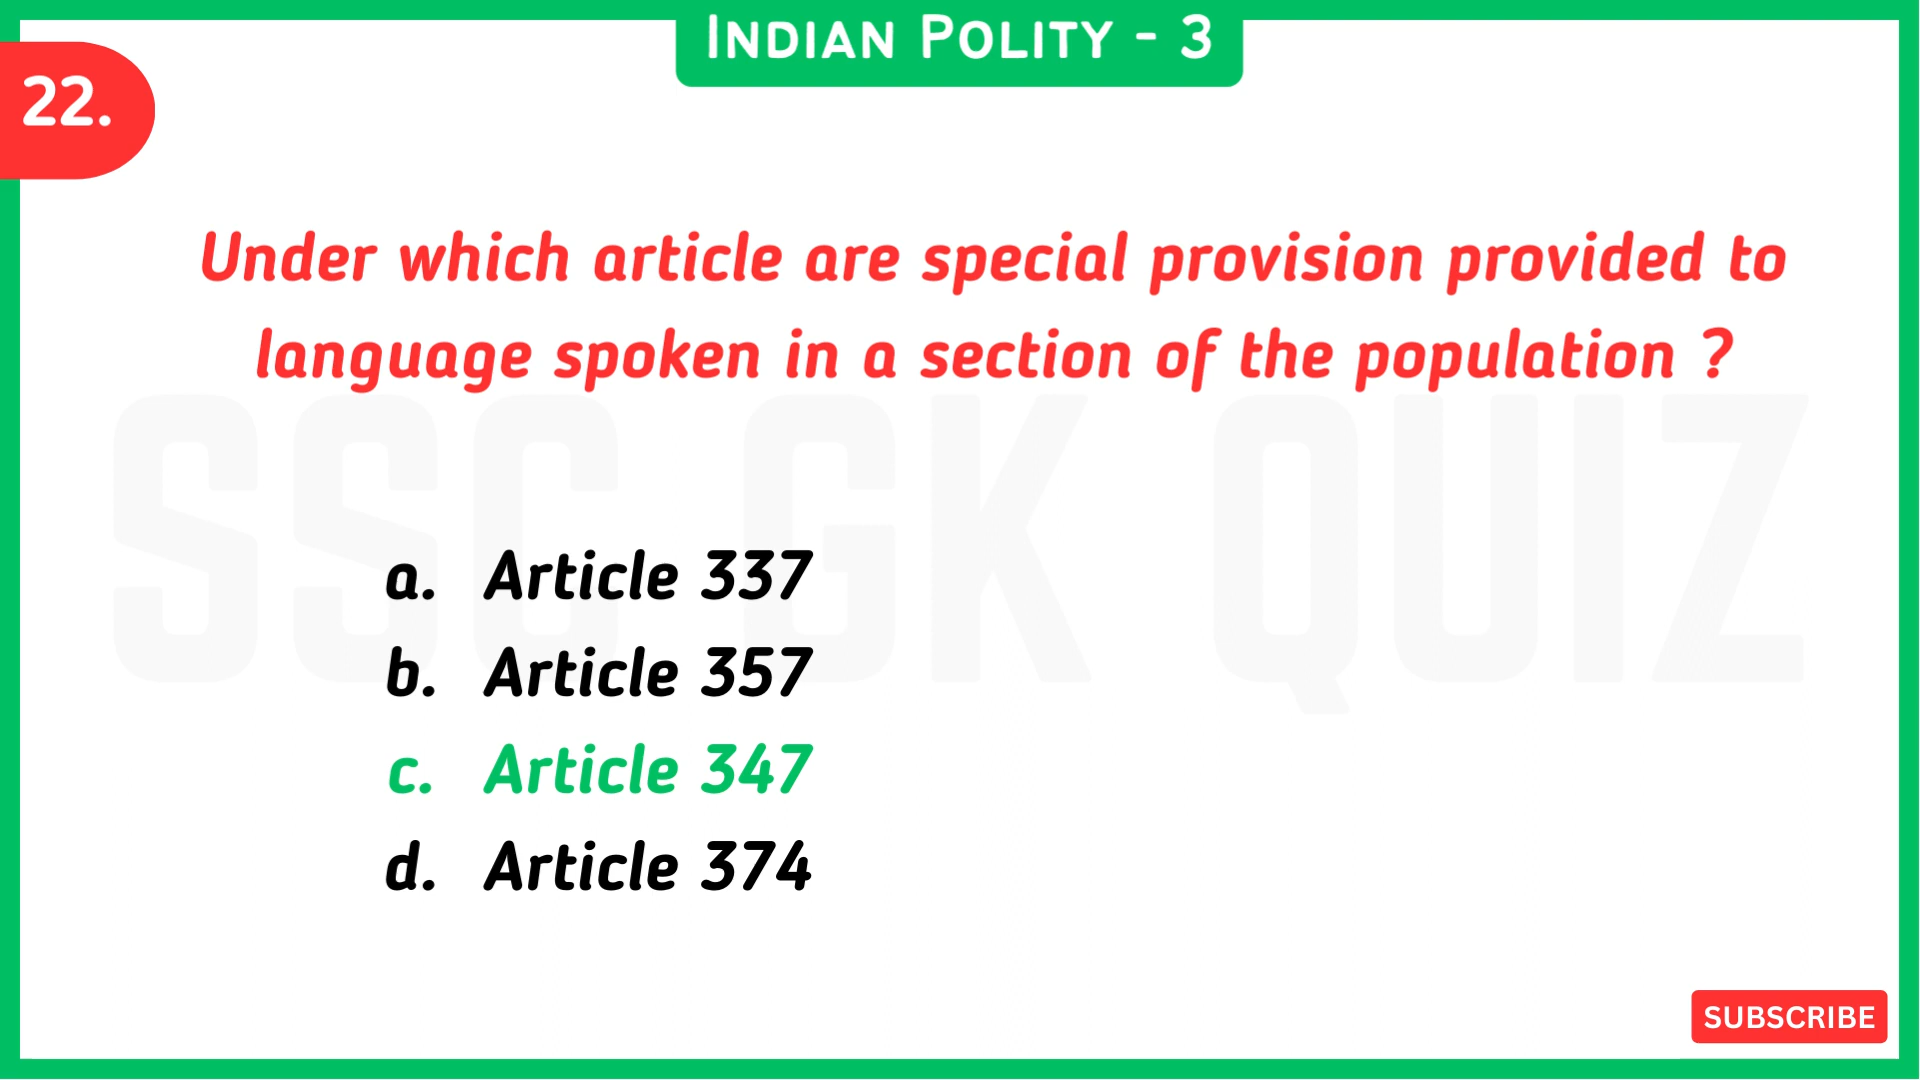 INDIAN POLITY - 3
22.
Under which article are special provision provided to
language spoken in a section of the population ?
SSC GK QUIZ
a. Article 337
b. Article 357
c. Article 347
d. Article 374
SUBSCRIBE